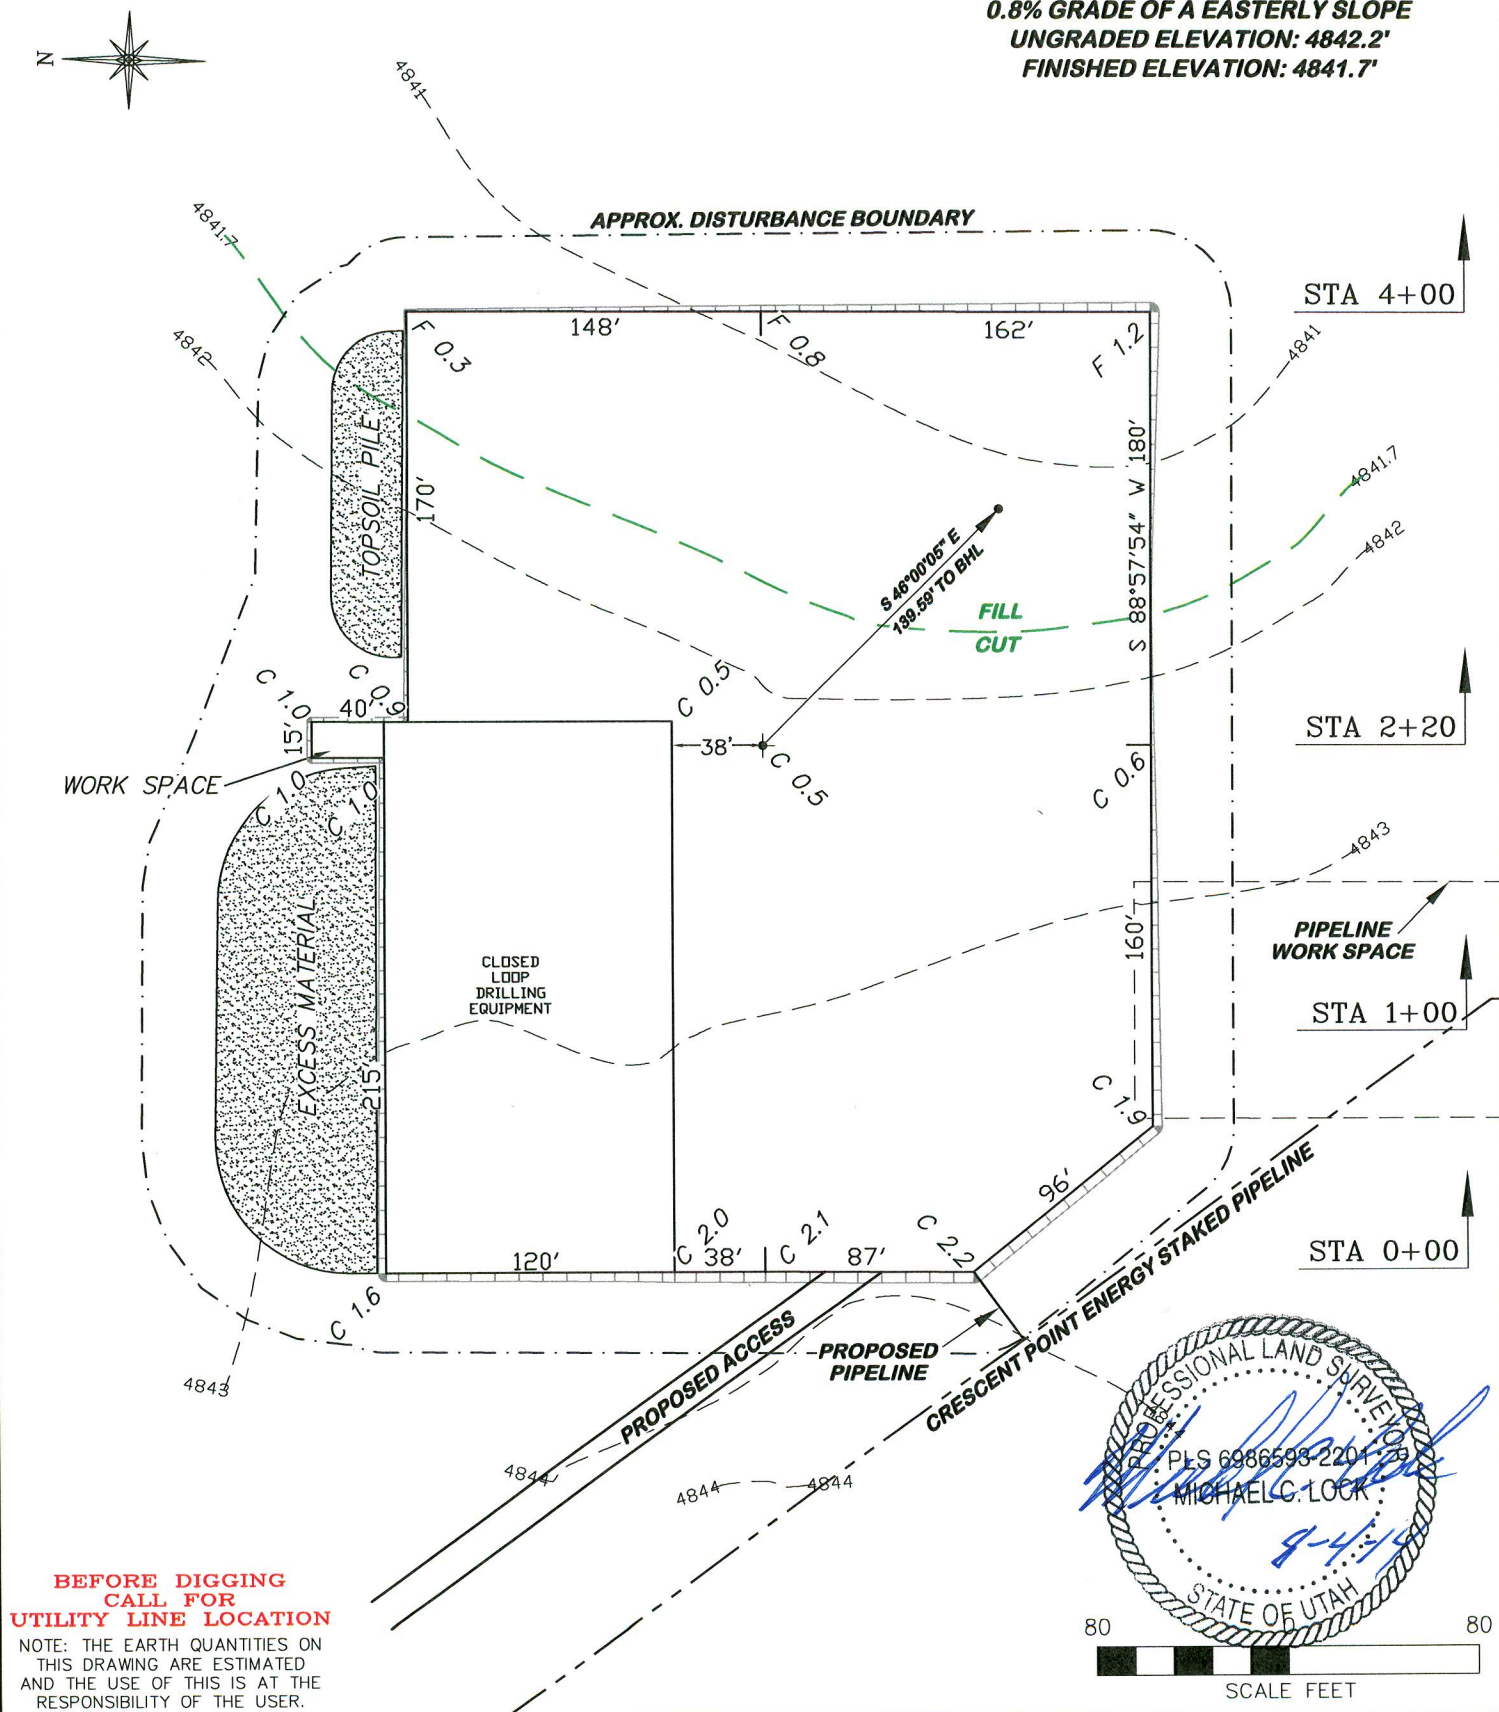 0.8% GRADE OF A EASTERLY SLOPE
UNGRADED ELEVATION: 4842.2'
FINISHED ELEVATION: 4841.7'
N
4841
4841.7
APPROX. DISTURBANCE BOUNDARY
STA 4+00
4842
F 0.3
148'
F 0.8
162'
F 1.2
4841
TOPSOIL PILE
170'
S 88°57'54" W 180'
4841.7
4842
S 46°00'05" E
139.59' TO BHL
FILL
CUT
C 1.0
C 0.9
40'
15'
C 0.5
38'
C 0.5
STA 2+20
WORK SPACE
C 1.0
C 1.0
C 0.6
4843
EXCESS MATERIAL
215'
CLOSED
LOOP
DRILLING
EQUIPMENT
160'
PIPELINE
WORK SPACE
STA 1+00
C 1.9
96'
120'
C 2.0
38'
C 2.1
87'
C 2.2
STA 0+00
C 1.6
4843
PROPOSED ACCESS
PROPOSED
PIPELINE
CRESCENT POINT ENERGY STAKED PIPELINE
4844
4844
4844
PROFESSIONAL LAND SURVEYOR
PLS 6986593-2201
MICHAEL C. LOCK
8-4-14
STATE OF UTAH
BEFORE DIGGING
CALL FOR
UTILITY LINE LOCATION
NOTE: THE EARTH QUANTITIES ON
THIS DRAWING ARE ESTIMATED
AND THE USE OF THIS IS AT THE
RESPONSIBILITY OF THE USER.
80
0
80
SCALE FEET